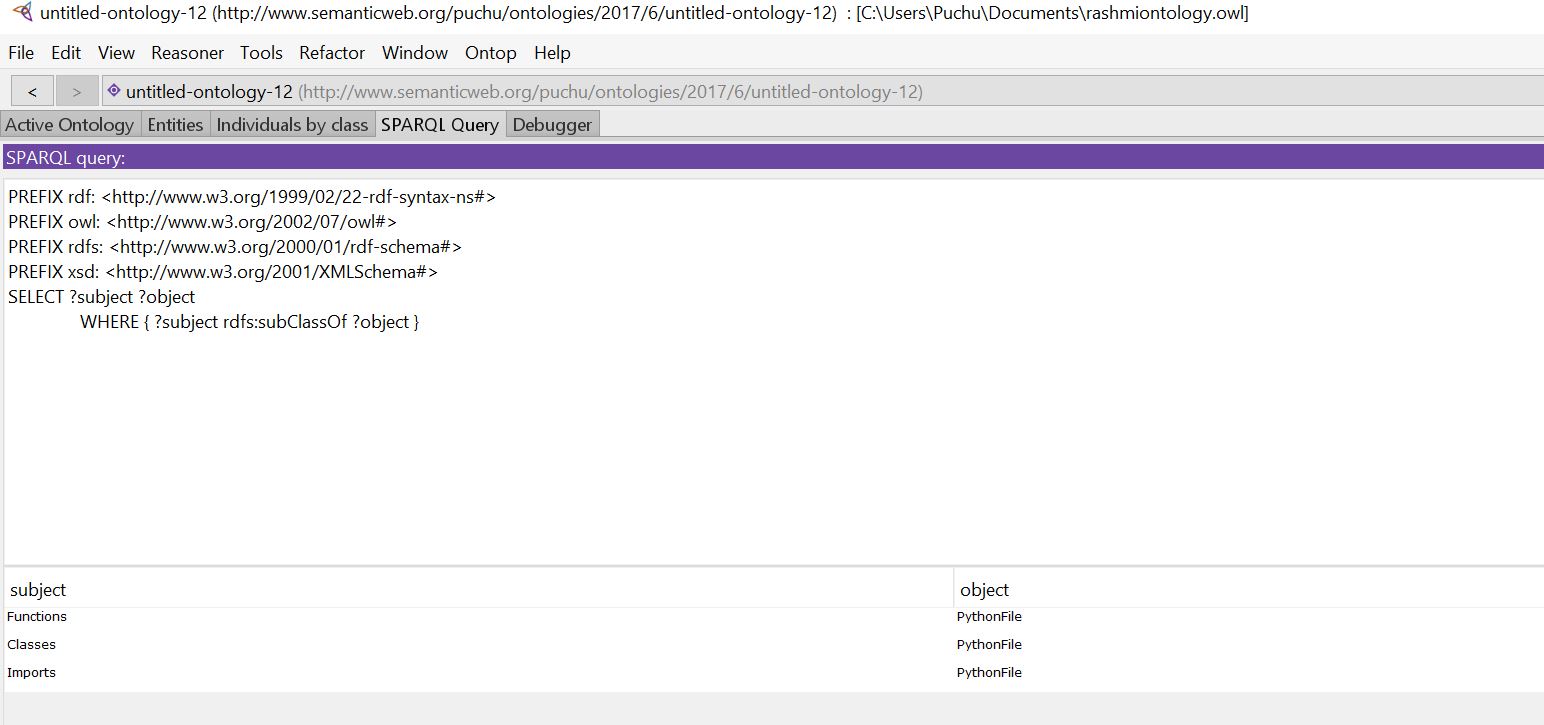 untitled-ontology-12 (http://www.semanticweb.org/puchu/ontologies/2017/6/untitled-ontology-12)  : [C:\Users\Puchu\Documents\rashmiontology.owl]
File Edit View Reasoner Tools Refactor Window Ontop Help
< > untitled-ontology-12 (http://www.semanticweb.org/puchu/ontologies/2017/6/untitled-ontology-12)
Active Ontology Entities Individuals by class SPARQL Query Debugger
SPARQL query:
PREFIX rdf: <http://www.w3.org/1999/02/22-rdf-syntax-ns#>
PREFIX owl: <http://www.w3.org/2002/07/owl#>
PREFIX rdfs: <http://www.w3.org/2000/01/rdf-schema#>
PREFIX xsd: <http://www.w3.org/2001/XMLSchema#>
SELECT ?subject ?object
WHERE { ?subject rdfs:subClassOf ?object }
subject object
Functions PythonFile
Classes PythonFile
Imports PythonFile